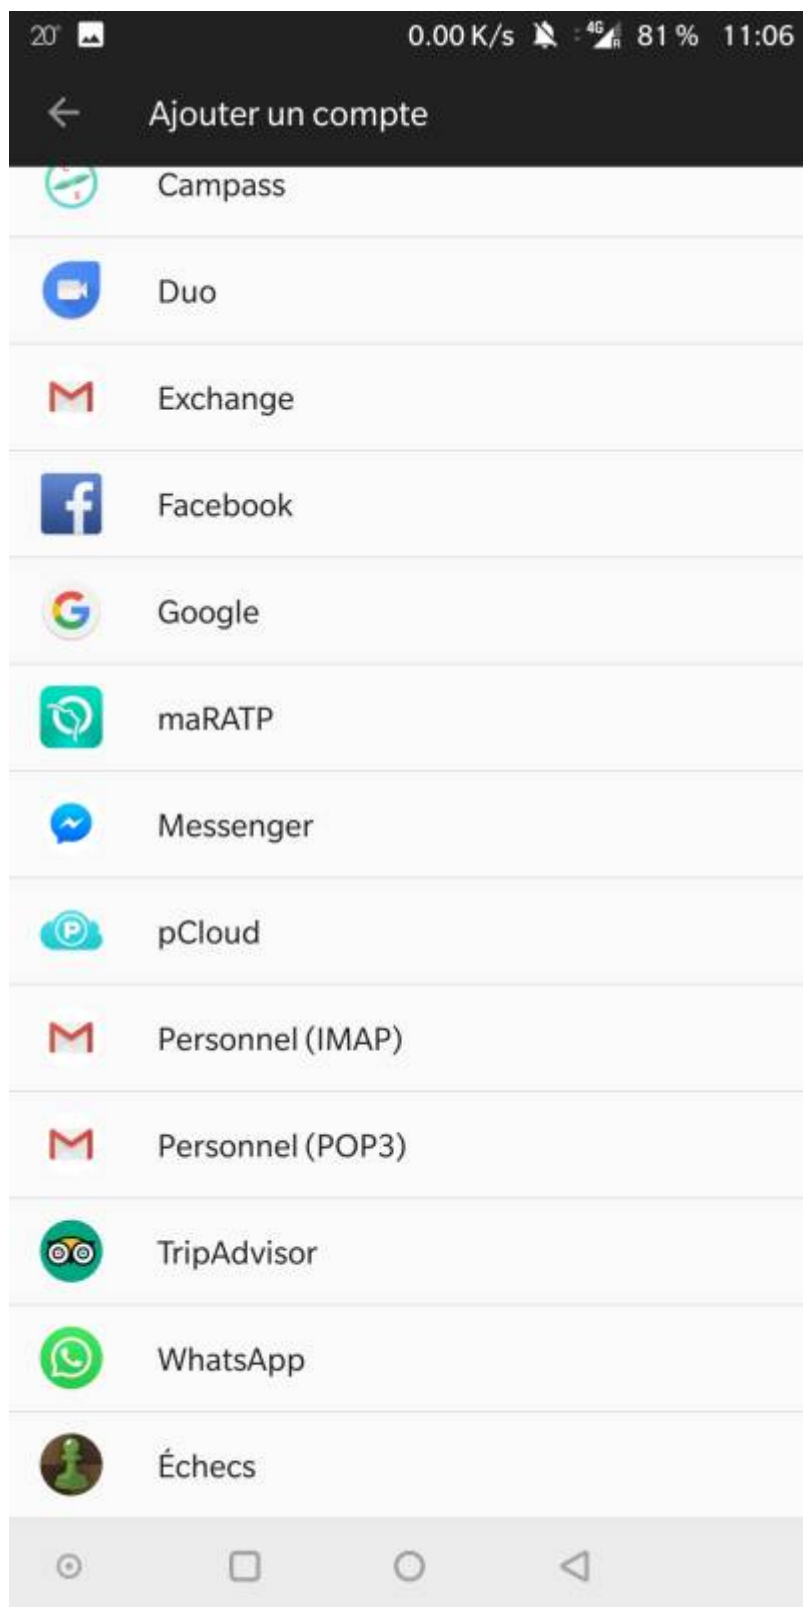 20° 0.00 K/s 4G R 81 % 11:06
Ajouter un compte
Campass
Duo
Exchange
Facebook
Google
maRATP
Messenger
pCloud
Personnel (IMAP)
Personnel (POP3)
TripAdvisor
WhatsApp
Échecs